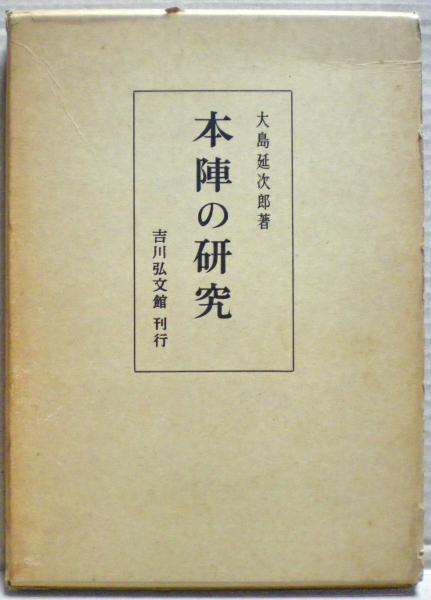 大島延次郎著
本陣の研究
吉川弘文館 刊行